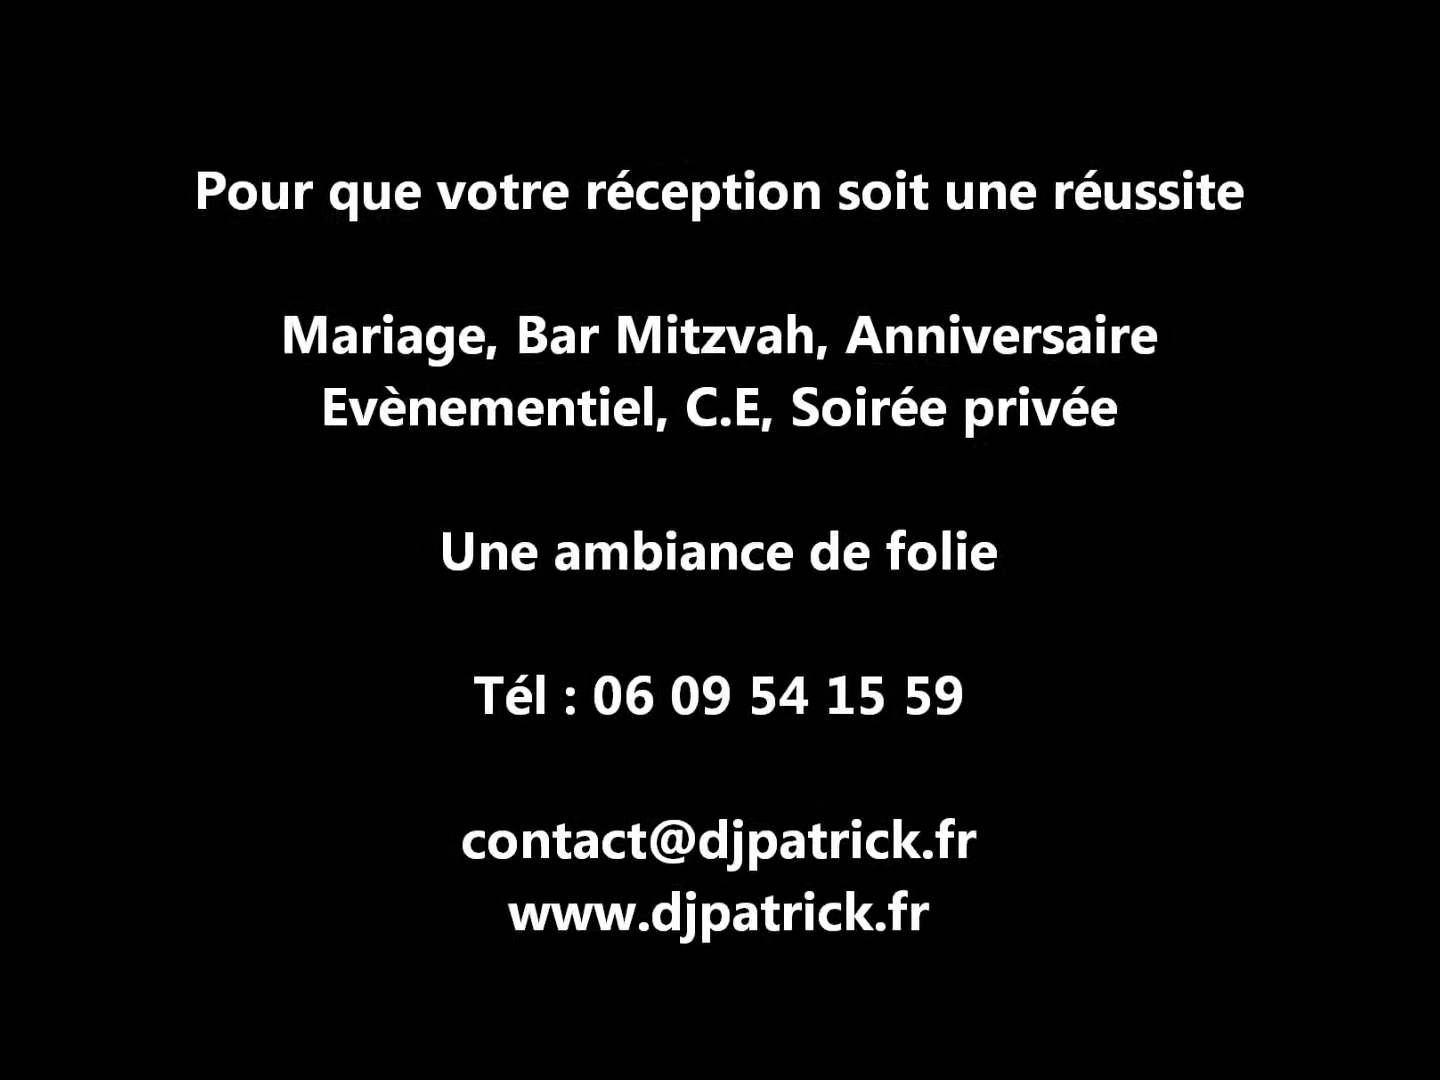 Pour que votre réception soit une réussite
Mariage, Bar Mitzvah, Anniversaire
Evènementiel, C.E, Soirée privée
Une ambiance de folie
Tél : 06 09 54 15 59
contact@djpatrick.fr
www.djpatrick.fr